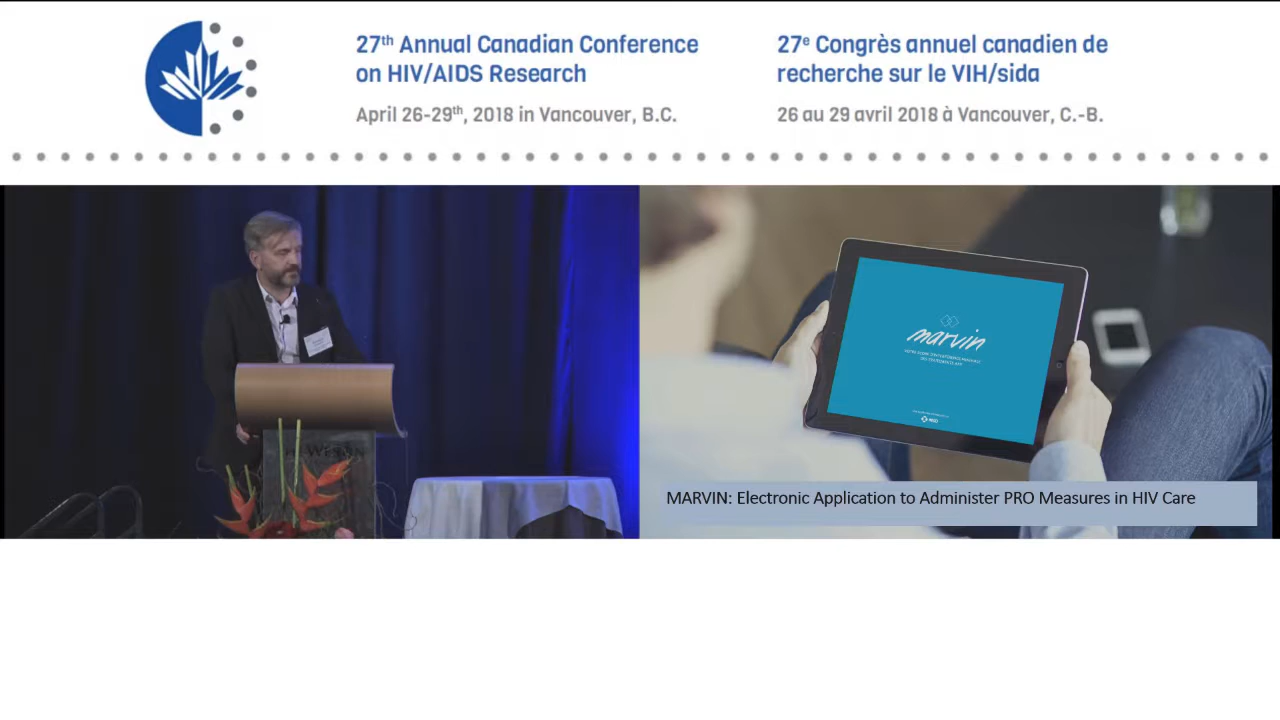 27th Annual Canadian Conference
on HIV/AIDS Research
April 26-29th, 2018 in Vancouver, B.C.
27e Congrès annuel canadien de
recherche sur le VIH/sida
26 au 29 avril 2018 à Vancouver, C.-B.
WESTIN
marvin
MSD
MARVIN: Electronic Application to Administer PRO Measures in HIV Care